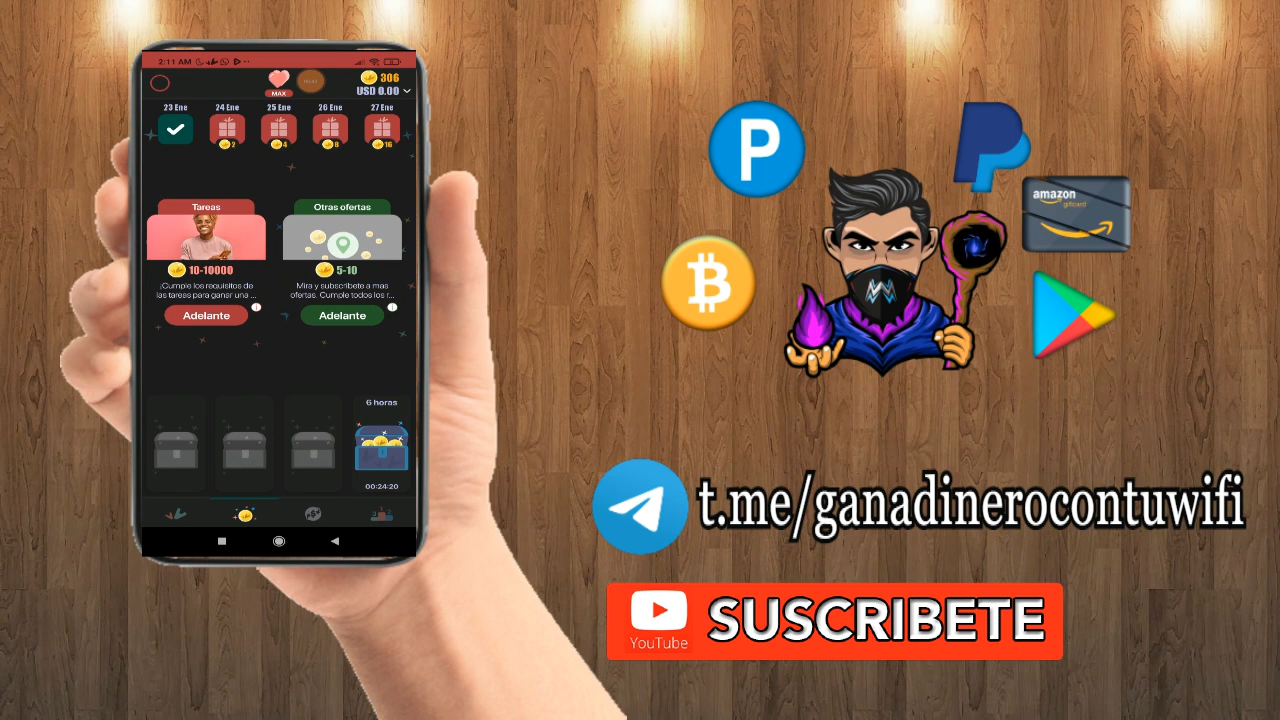 2:11 AM
MAX
306
USD 0.00
23 Ene
24 Ene
25 Ene
26 Ene
27 Ene
2
4
8
16
Tareas
10-10000
¡Cumple los requisitos de
las tareas para ganar una ...
Adelante
Otras ofertas
5-10
Mira y subscribete a mas
ofertas. Cumple todos los r...
Adelante
6 horas
00:24:20
P
amazon
giftcard
t.me/ganadinerocontuwifi
YouTube
SUSCRIBETE